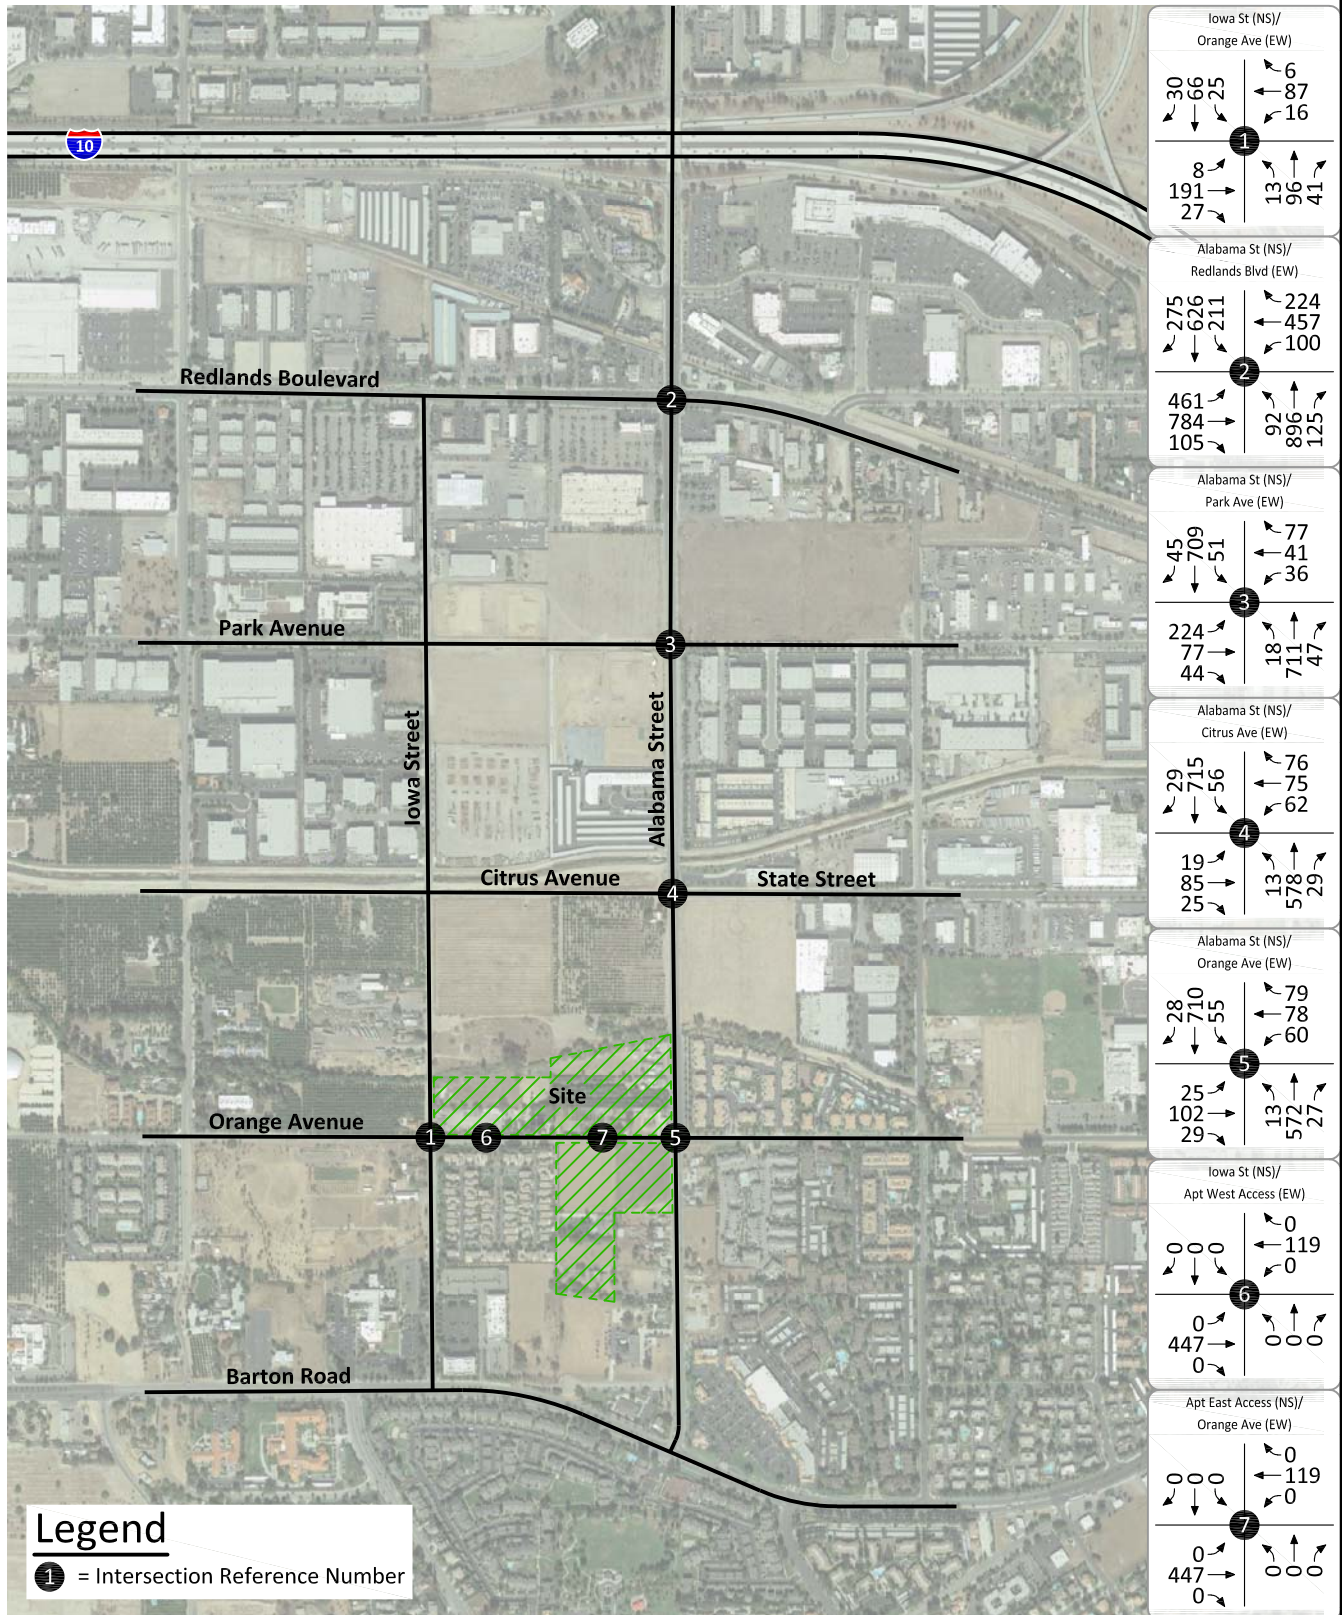 10
Redlands Boulevard
2
Park Avenue
3
Iowa Street
Alabama Street
Citrus Avenue
4
State Street
Site
Orange Avenue
1
6
7
5
Barton Road
Legend
1 = Intersection Reference Number
Iowa St (NS)/
Orange Ave (EW)
30 66 25
6
87
16
1
8
191
27
13 96 41
Alabama St (NS)/
Redlands Blvd (EW)
275 626 211
224
457
100
2
461
784
105
92 896 125
Alabama St (NS)/
Park Ave (EW)
45 709 51
77
41
36
3
224
77
44
18 711 47
Alabama St (NS)/
Citrus Ave (EW)
29 715 56
76
75
62
4
19
85
25
13 578 29
Alabama St (NS)/
Orange Ave (EW)
28 710 55
79
78
60
5
25
102
29
13 572 27
Iowa St (NS)/
Apt West Access (EW)
0 0 0
0
119
0
6
0
447
0
0 0 0
Apt East Access (NS)/
Orange Ave (EW)
0 0 0
0
119
0
7
0
447
0
0 0 0